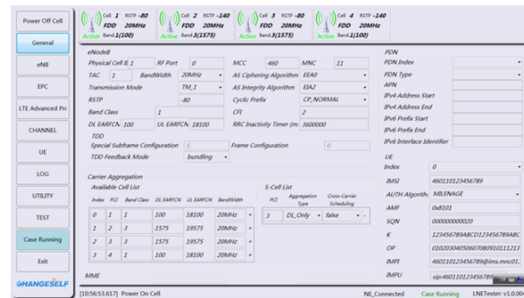 Power Off Cell
General
eNB
EPC
LTE Advanced Pro
CHANNEL
UE
LOG
UTILITY
TEST
Case Running
Exit
GHANGESELF
Cell 1 RSTP -80
FDD 20MHz
Active Band:1(100)
Cell 2 RSTP -140
FDD 20MHz
Active Band:3(1575)
Cell 3 RSTP -80
FDD 20MHz
Active Band:3(1575)
Cell 4 RSTP -140
FDD 20MHz
Active Band:1(100)
eNodeB
Physical Cell II, 1 RF Port 0 MCC 460 MNC 11
TAC 1 BandWidth 20MHz AS Ciphering Algorithm EEA0
Transmission Mode TM_1 AS Integrity Algorithm EIA2
RSTP -80 Cyclic Prefix CP_NORMAL
Band Class 1 CFI 2
DL EARFCN 100 UL EARFCN 18100 RRC Inactivity Timer (m: 3600000
TDD
Special Subframe Configuration 5 Frame Configuration 0
TDD Feedback Mode bundling
Carrier Aggregation
Available Cell List
Index PCI Band Class DL EARFCN UL EARFCN BandWidth
0 1 1 100 18100 20MHz
1 2 3 1575 19575 20MHz
2 3 3 1575 19575 20MHz
3 4 1 100 18100 20MHz
S-Cell List
PCI Aggregation Type Cross-Carrier Scheduling
3 DL_Only false
MME
PDN
PDN Index
PDN Type
APN
IPv4 Address Start
IPv4 Address End
IPv6 Prefix Start
IPv6 Prefix End
IPv6 Interface Identifier
UE
Index 0
IMSI 460110123456789
AUTH Algorith MILENAGE
AMF 0x8101
SQN 000000000020
K 123456789ABCD123456789ABC
OP 0102030405060708091011121
IMPI 460110123456789@ims.mnc01.
IMPU sip:460110123456789
[10:56:53.617] Power On Cell NE_Connected Case Running LNETester: v1.0.00